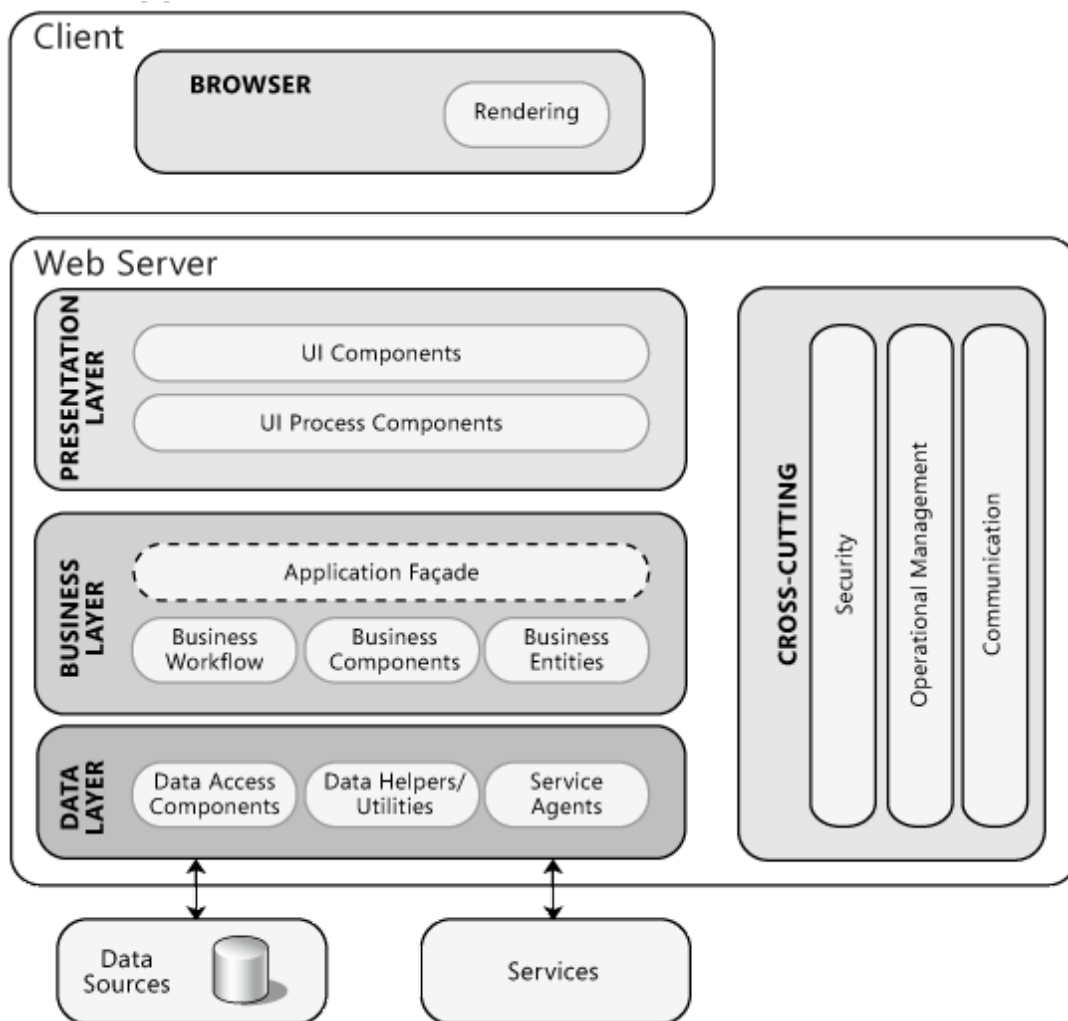 Client
BROWSER
Rendering
Web Server
PRESENTATION
LAYER
UI Components
UI Process Components
BUSINESS
LAYER
Application Façade
Business
Workflow
Business
Components
Business
Entities
DATA
LAYER
Data Access
Components
Data Helpers/
Utilities
Service
Agents
CROSS-CUTTING
Security
Operational Management
Communication
Data
Sources
Services